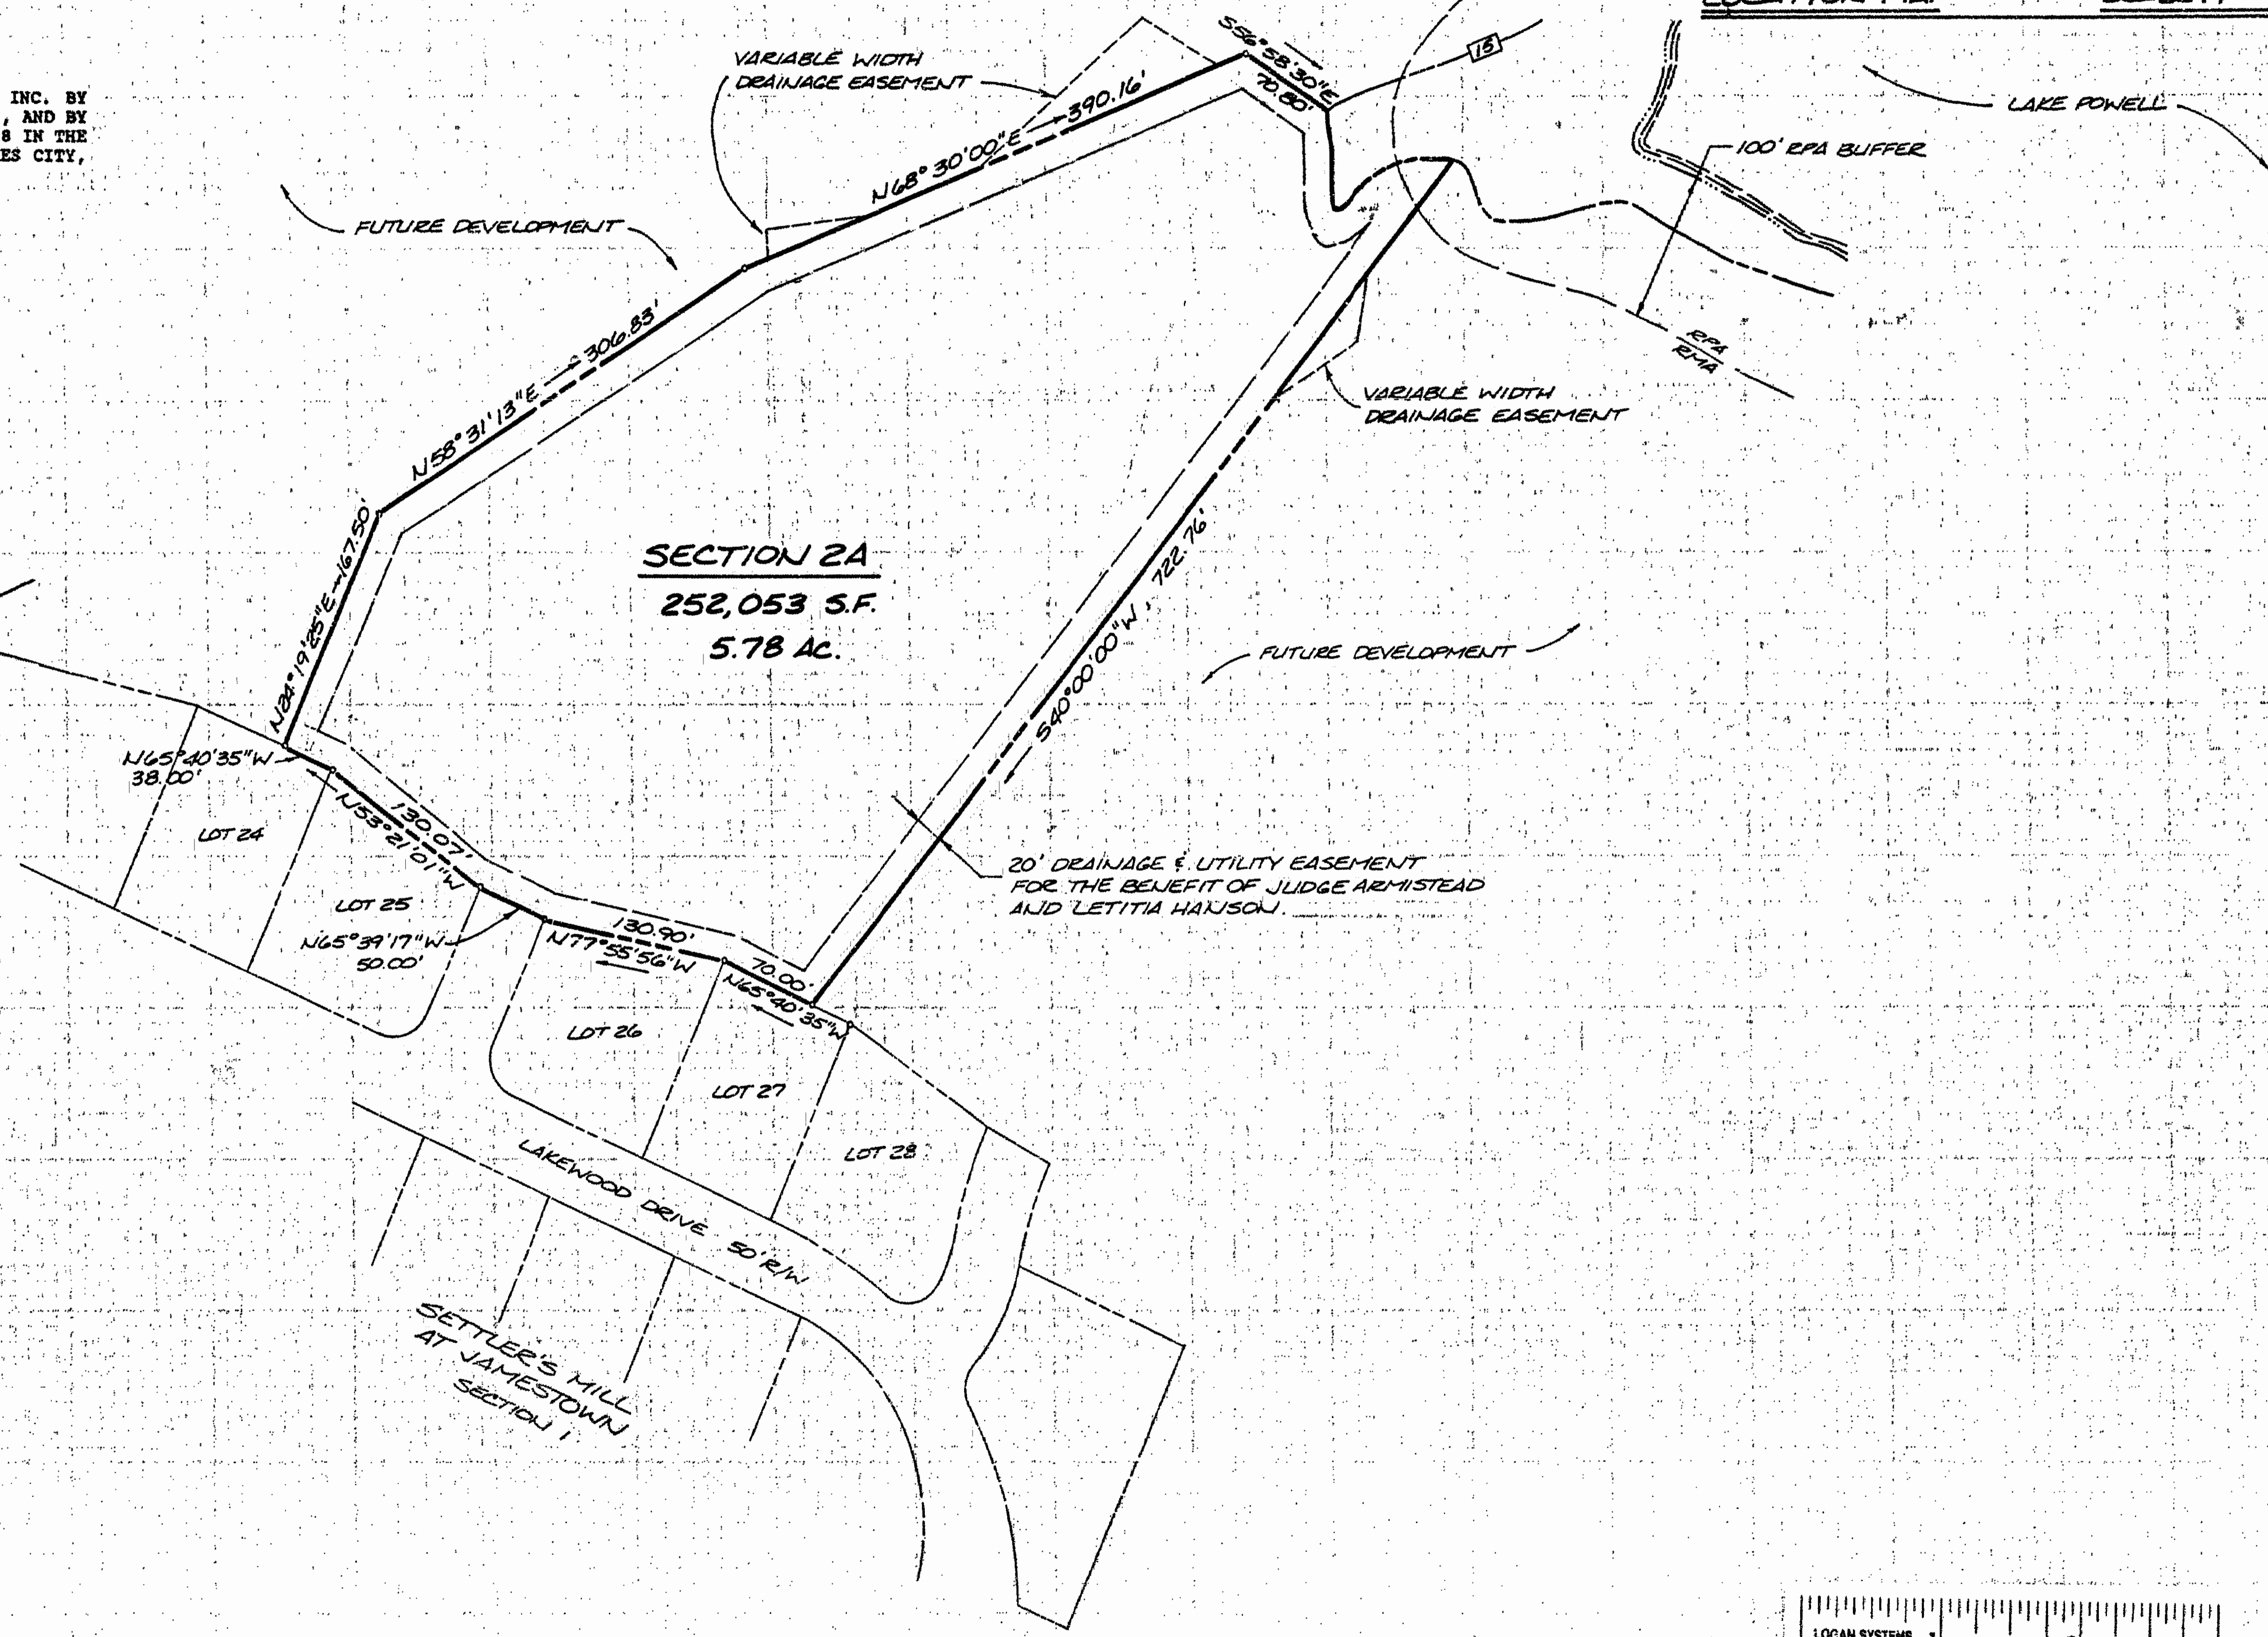 INC. BY
, AND BY
8 IN THE
ES CITY,
VARIABLE WIDTH
DRAINAGE EASEMENT
S56°58'30"E
70.80'
15
LAKE POWELL
100' RPA BUFFER
N68°30'00"E
390.16'
FUTURE DEVELOPMENT
RPA
RMA
N58°31'13"E
306.83'
VARIABLE WIDTH
DRAINAGE EASEMENT
N24°19'25"E
167.50'
SECTION 2A
252,053 S.F.
5.78 AC.
S40°00'00"W, 722.76'
FUTURE DEVELOPMENT
N65°40'35"W
38.00'
130.07'
N53°21'01"W
LOT 24
LOT 25
N65°39'17"W
50.00'
130.90'
N77°55'56"W
70.00'
N65°40'35"W
20' DRAINAGE & UTILITY EASEMENT
FOR THE BENEFIT OF JUDGE ARMISTEAD
AND LETITIA HANSON.
LOT 26
LOT 27
LOT 28
LAKEWOOD DRIVE 50' R/W
SETTLER'S MILL
AT JAMESTOWN
SECTION 1
LOGAN SYSTEMS